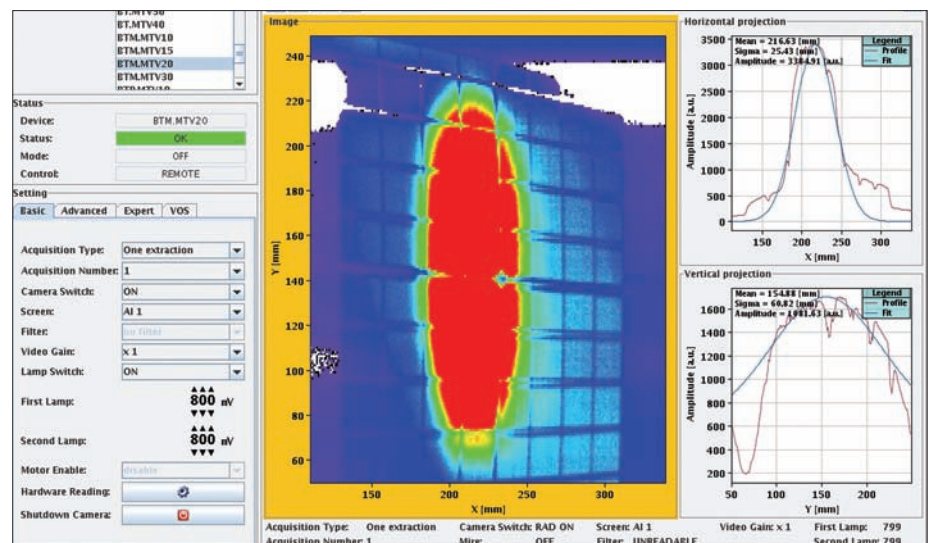 BT.MTV40
BTM.MTV10
BTM.MTV15
BTM.MTV20
BTM.MTV30
Status
Device: BTM.MTV20
Status: OK
Mode: OFF
Control: REMOTE
Setting
Basic Advanced Expert VOS
Acquisition Type: One extraction
Acquisition Number: 1
Camera Switch: ON
Screen: Al 1
Filter: no filter
Video Gain: x 1
Lamp Switch: ON
First Lamp: 800 mV
Second Lamp: 800 mV
Motor Enable: disable
Hardware Reading:
Shutdown Camera:
Image
240
220
200
180
160
140
120
100
80
60
Y [mm]
150 200 250 300
X [mm]
Horizontal projection
Mean = 216.63 [mm]
Sigma = 25.43 [mm]
Amplitude = 3384.91 [a.u.]
Legend
Profile
Fit
3500
3000
2500
2000
1500
1000
500
0
Amplitude [a.u.]
150 200 250 300
X [mm]
Vertical projection
Mean = 154.88 [mm]
Sigma = 60.82 [mm]
Legend
Profile
Fit
1600
1400
1200
1000
800
600
400
200
Amplitude [a.u.]
50 100 150 200
Y [mm]
Acquisition Type: One extraction Camera Switch: RAD ON Screen: Al 1 Video Gain: x 1 First Lamp: 799
Acquisition Number: 1 Mire: OFF Filter: UNREADABLE Second Lamp: 799